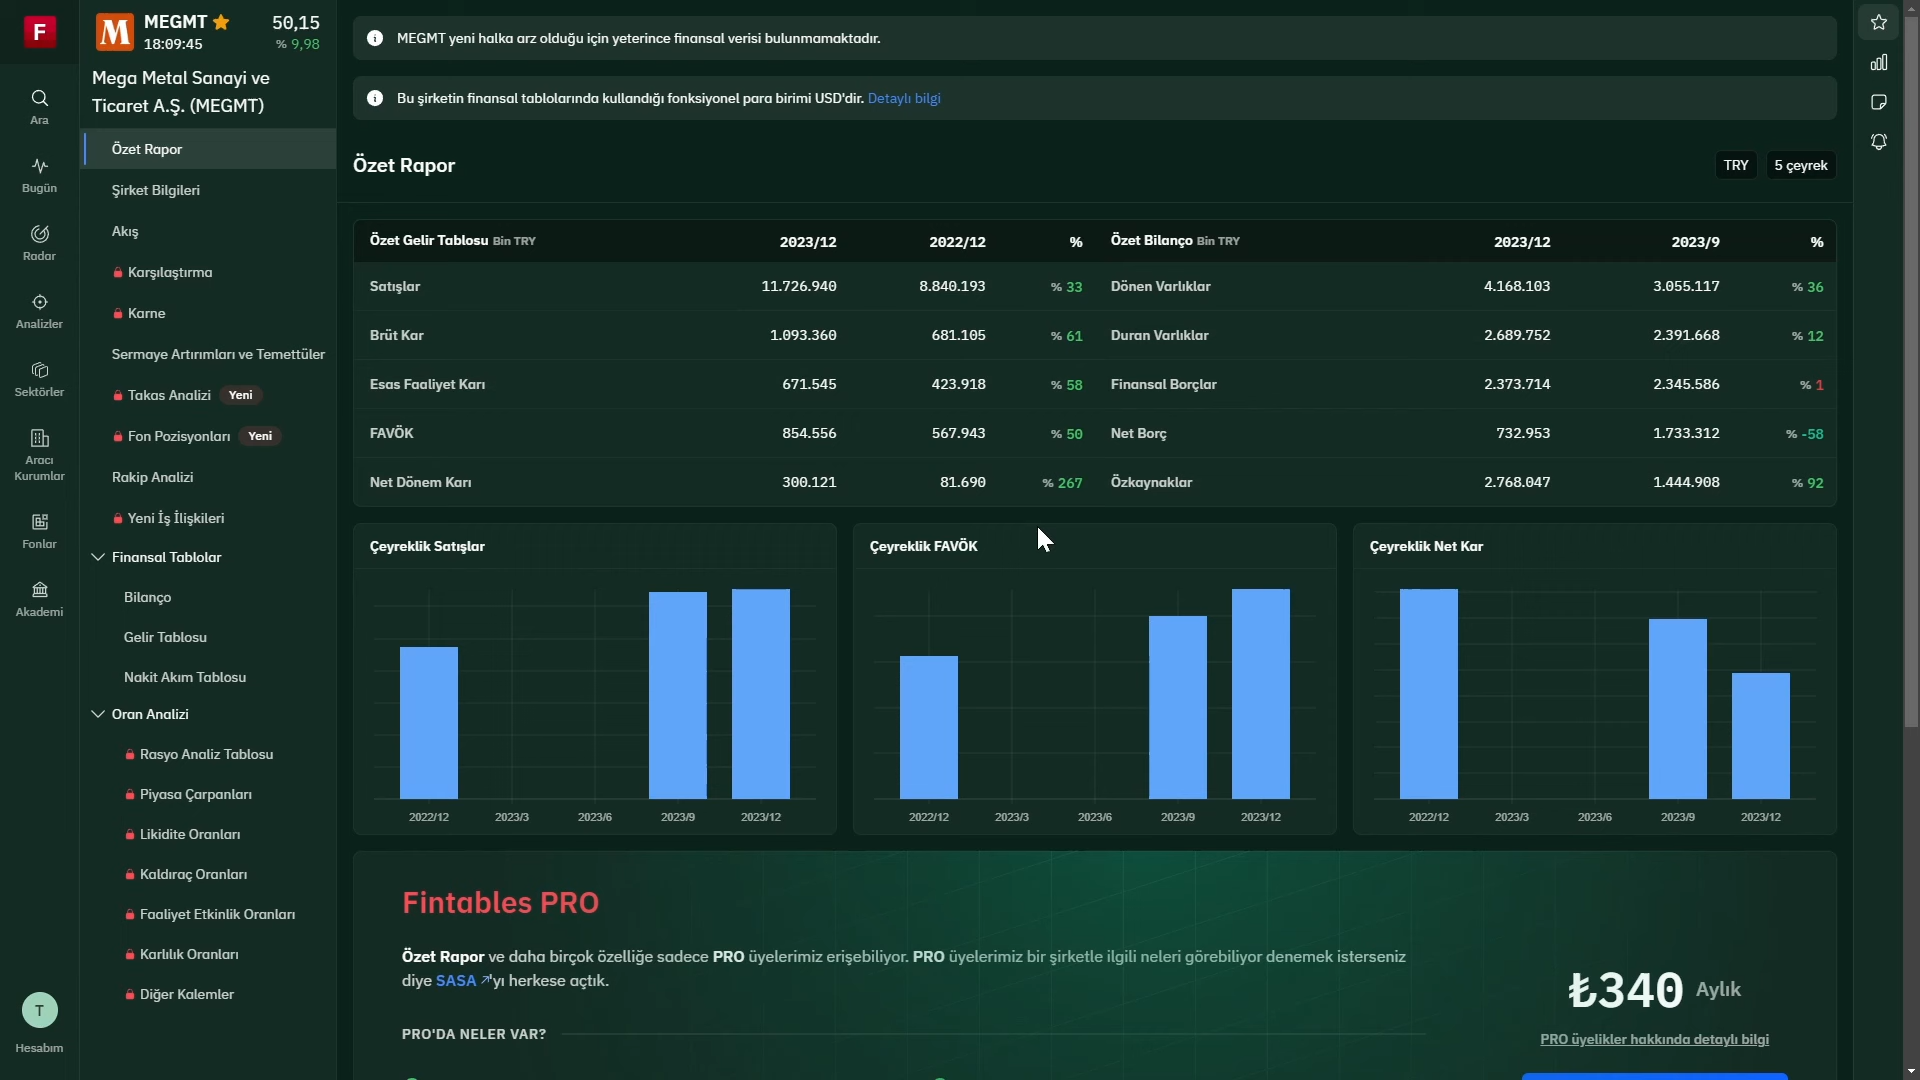 F
Ara
Bugün
Radar
Analizler
Sektörler
Aracı
Kurumlar
Fonlar
Akademi
T
Hesabım
M
MEGMT
50,15
18:09:45
% 9,98
Mega Metal Sanayi ve
Ticaret A.Ş. (MEGMT)
Özet Rapor
Şirket Bilgileri
Akış
Karşılaştırma
Karne
Sermaye Artırımları ve Temettüler
Takas Analizi Yeni
Fon Pozisyonları Yeni
Rakip Analizi
Yeni İş İlişkileri
Finansal Tablolar
Bilanço
Gelir Tablosu
Nakit Akım Tablosu
Oran Analizi
Rasyo Analiz Tablosu
Piyasa Çarpanları
Likidite Oranları
Kaldıraç Oranları
Faaliyet Etkinlik Oranları
Karlılık Oranları
Diğer Kalemler
MEGMT yeni halka arz olduğu için yeterince finansal verisi bulunmamaktadır.
Bu şirketin finansal tablolarında kullandığı fonksiyonel para birimi USD'dir. Detaylı bilgi
Özet Rapor
TRY 5 çeyrek
Özet Gelir Tablosu Bin TRY 2023/12 2022/12 %
Satışlar 11.726.940 8.840.193 % 33
Brüt Kar 1.093.360 681.105 % 61
Esas Faaliyet Karı 671.545 423.918 % 58
FAVÖK 854.556 567.943 % 50
Net Dönem Karı 300.121 81.690 % 267
Özet Bilanço Bin TRY 2023/12 2023/9 %
Dönen Varlıklar 4.168.103 3.055.117 % 36
Duran Varlıklar 2.689.752 2.391.668 % 12
Finansal Borçlar 2.373.714 2.345.586 % 1
Net Borç 732.953 1.733.312 % -58
Özkaynaklar 2.768.047 1.444.908 % 92
Çeyreklik Satışlar
2022/12 2023/3 2023/6 2023/9 2023/12
Çeyreklik FAVÖK
2022/12 2023/3 2023/6 2023/9 2023/12
Çeyreklik Net Kar
2022/12 2023/3 2023/6 2023/9 2023/12
Fintables PRO
Özet Rapor ve daha birçok özelliğe sadece PRO üyelerimiz erişebiliyor. PRO üyelerimiz bir şirketle ilgili neleri görebiliyor denemek isterseniz
diye SASA ↗'yı herkese açtık.
PRO'DA NELER VAR?
₺340 Aylık
PRO üyelikler hakkında detaylı bilgi